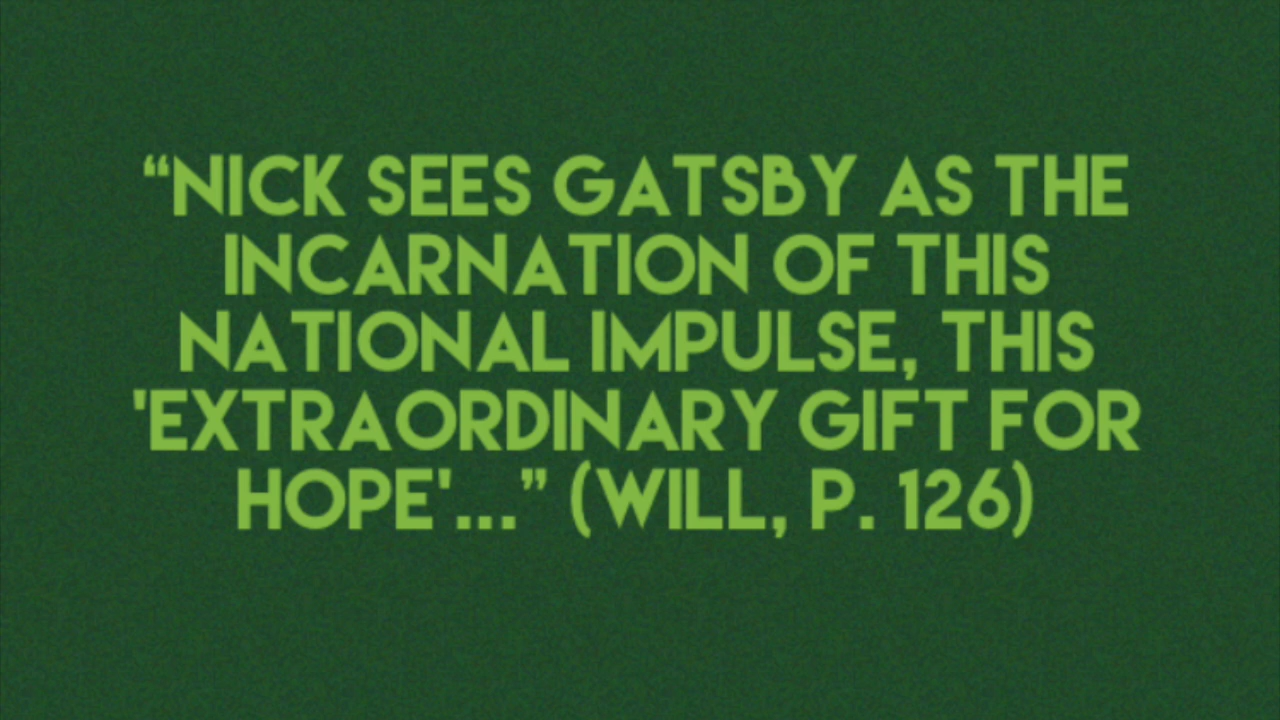 “NICK SEES GATSBY AS THE
INCARNATION OF THIS
NATIONAL IMPULSE, THIS
'EXTRAORDINARY GIFT FOR
HOPE'...” (WILL, P. 126)